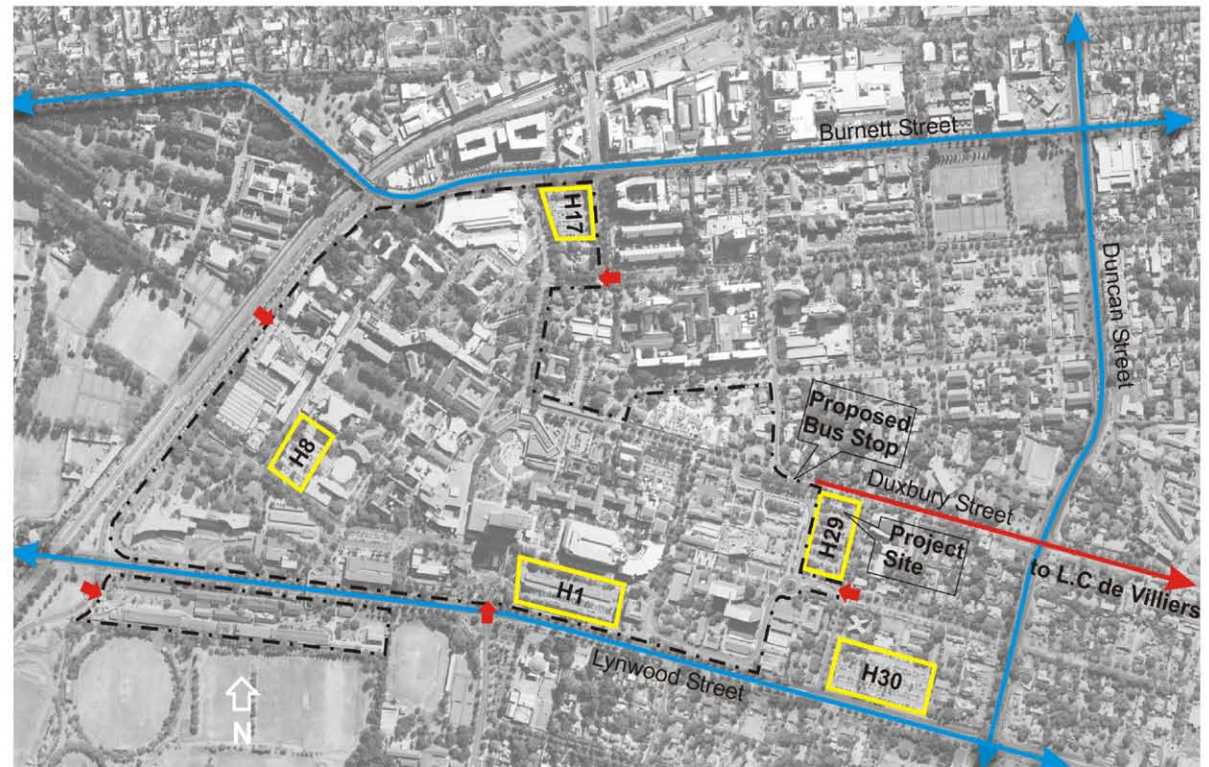 Burnett Street
H17
Duncan Street
Proposed
Bus Stop
H8
Duxbury Street
H29
Project
Site
to L.C de Villiers
H1
Lynwood Street
H30
N